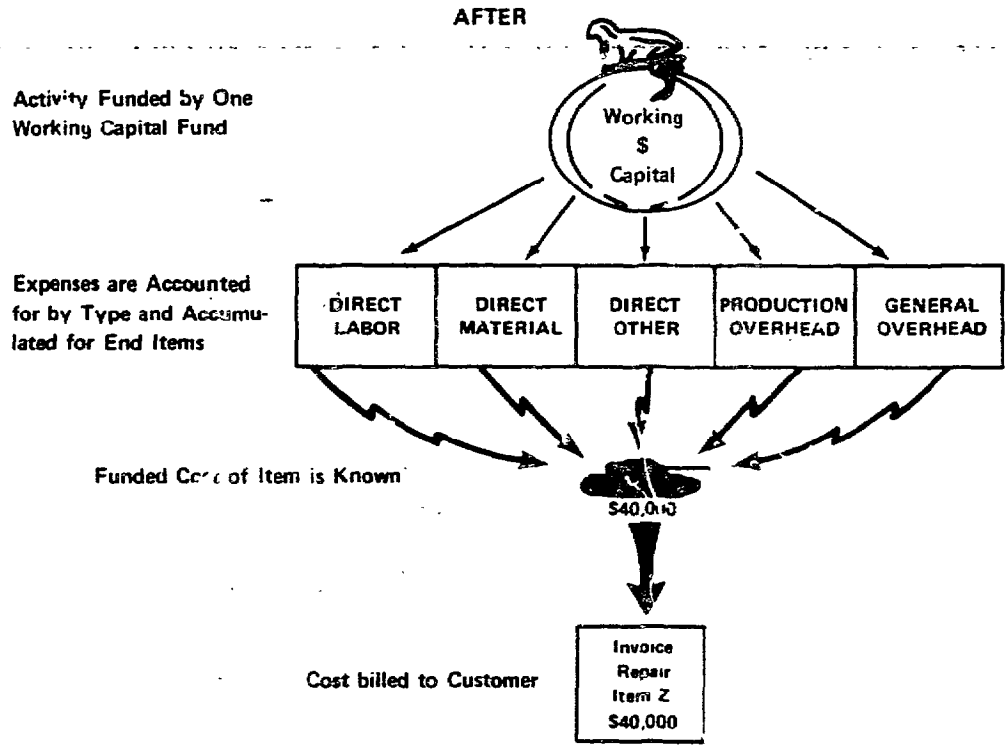 AFTER
Activity Funded by One
Working Capital Fund
Working
$
Capital
Expenses are Accounted
for by Type and Accumu-
lated for End Items
DIRECT
LABOR
DIRECT
MATERIAL
DIRECT
OTHER
PRODUCTION
OVERHEAD
GENERAL
OVERHEAD
Funded of Item is Known
$40,000
Cost billed to Customer
Invoice
Repair
Item Z
$40,000